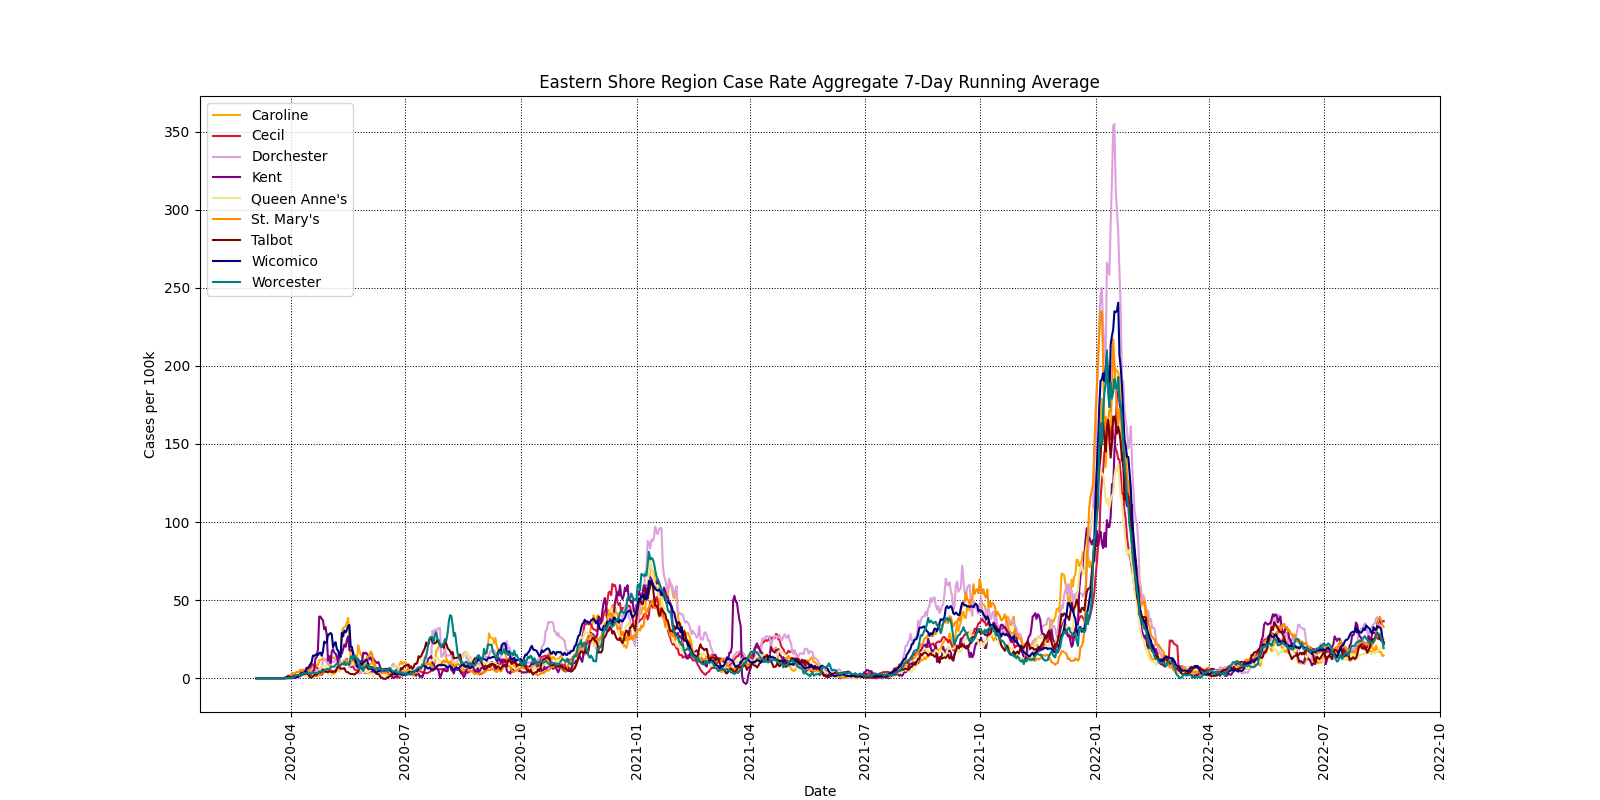 Eastern Shore Region Case Rate Aggregate 7-Day Running Average
Caroline
Cecil
Dorchester
Kent
Queen Anne's
St. Mary's
Talbot
Wicomico
Worcester
Cases per 100k
350
300
250
200
150
100
50
0
2020-04
2020-07
2020-10
2021-01
2021-04
2021-07
2021-10
2022-01
2022-04
2022-07
2022-10
Date